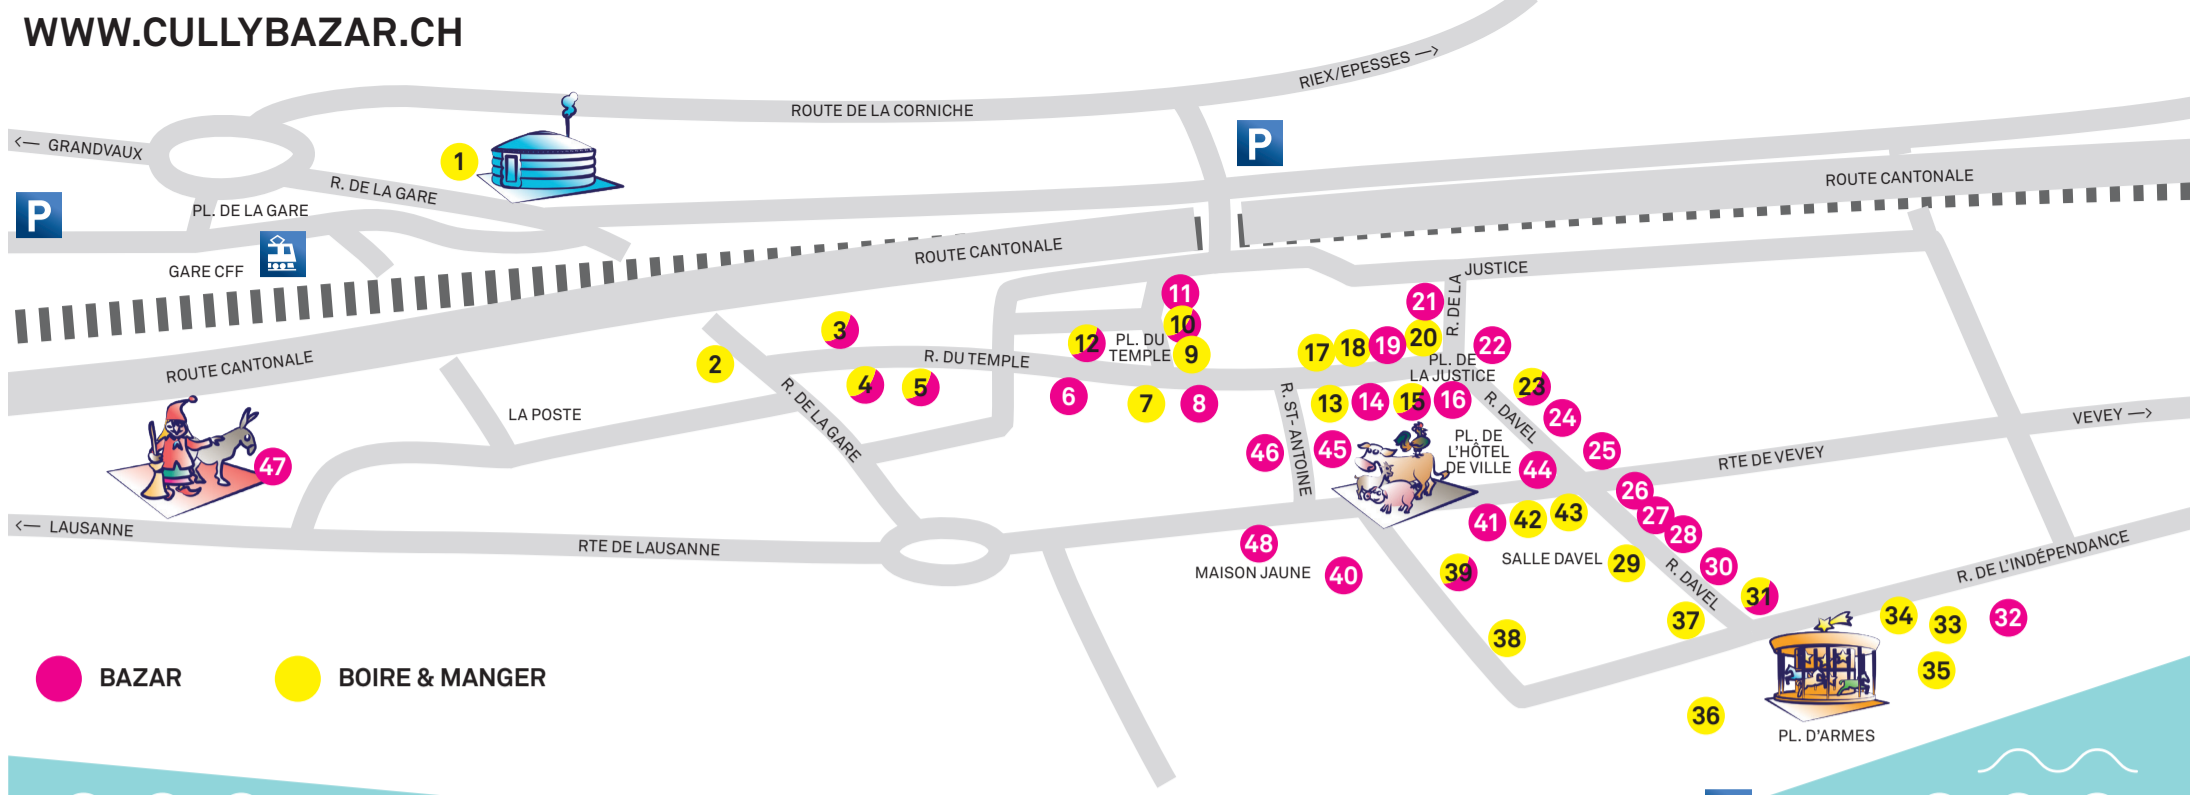 WWW.CULLYBAZAR.CH
RIEX/EPESSES —>
ROUTE DE LA CORNICHE
<— GRANDVAUX
P
1
R. DE LA GARE
ROUTE CANTONALE
P
PL. DE LA GARE
GARE CFF
ROUTE CANTONALE
R. DE LA JUSTICE
11
21
10
3
12
PL. DU
TEMPLE
9
17
18
19
20
22
ROUTE CANTONALE
2
R. DU TEMPLE
PL. DE
LA JUSTICE
4
5
6
7
8
13
14
15
16
23
R. DE LA GARE
R. ST-ANTOINE
R. DAVEL
24
LA POSTE
VEVEY —>
46
45
PL. DE
L'HÔTEL
DE VILLE
44
25
RTE DE VEVEY
47
26
27
28
41
42
43
<— LAUSANNE
RTE DE LAUSANNE
48
MAISON JAUNE
40
39
SALLE DAVEL
29
30
R. DAVEL
R. DE L'INDÉPENDANCE
31
38
37
34
33
32
35
36
PL. D'ARMES
BAZAR
BOIRE & MANGER